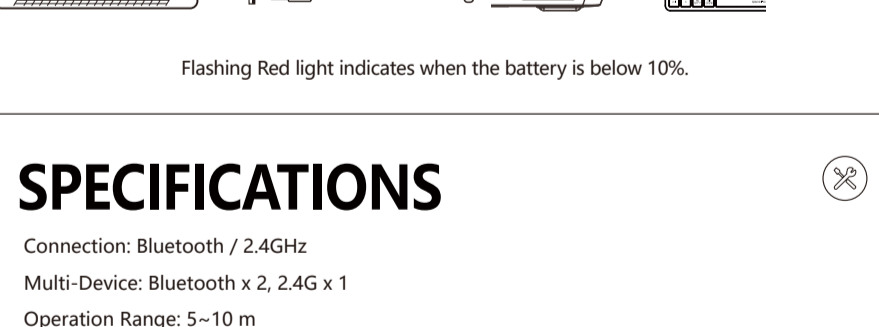 Flashing Red light indicates when the battery is below 10%.
SPECIFICATIONS
Connection: Bluetooth / 2.4GHz
Multi-Device: Bluetooth x 2, 2.4G x 1
Operation Range: 5~10 m